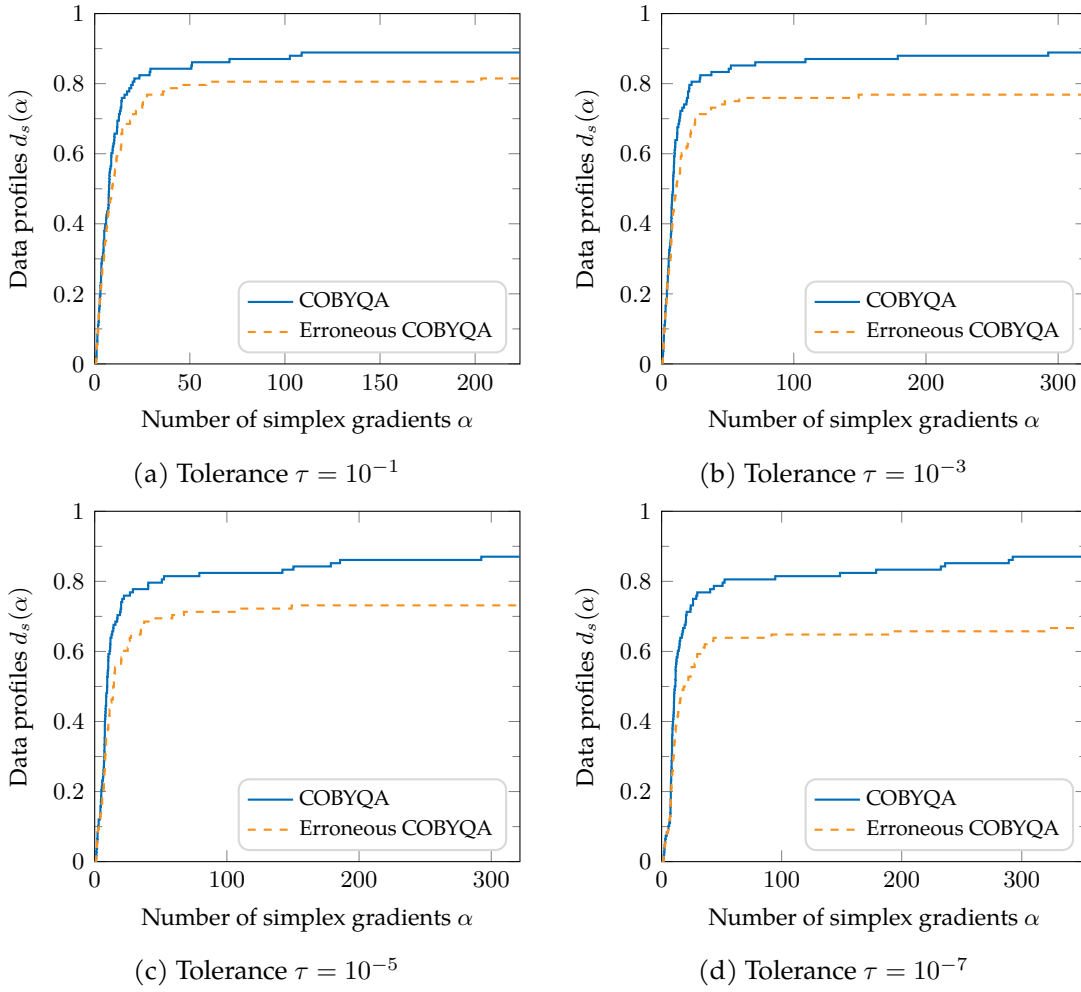 1
0.8
0.6
0.4
0.2
0
Data profiles d_s(α)
COBYQA
Erroneous COBYQA
0 50 100 150 200
Number of simplex gradients α
(a) Tolerance τ = 10⁻¹
1
0.8
0.6
0.4
0.2
0
Data profiles d_s(α)
COBYQA
Erroneous COBYQA
0 100 200 300
Number of simplex gradients α
(b) Tolerance τ = 10⁻³
1
0.8
0.6
0.4
0.2
0
Data profiles d_s(α)
COBYQA
Erroneous COBYQA
0 100 200 300
Number of simplex gradients α
(c) Tolerance τ = 10⁻⁵
1
0.8
0.6
0.4
0.2
0
Data profiles d_s(α)
COBYQA
Erroneous COBYQA
0 100 200 300
Number of simplex gradients α
(d) Tolerance τ = 10⁻⁷